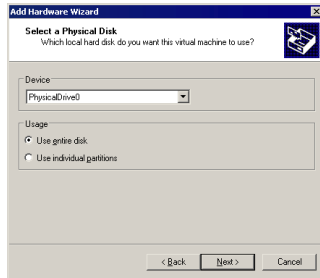 Add Hardware Wizard
Select a Physical Disk
Which local hard disk do you want this virtual machine to use?
Device
PhysicalDrive0
Usage
Use entire disk
Use individual partitions
< Back
Next >
Cancel